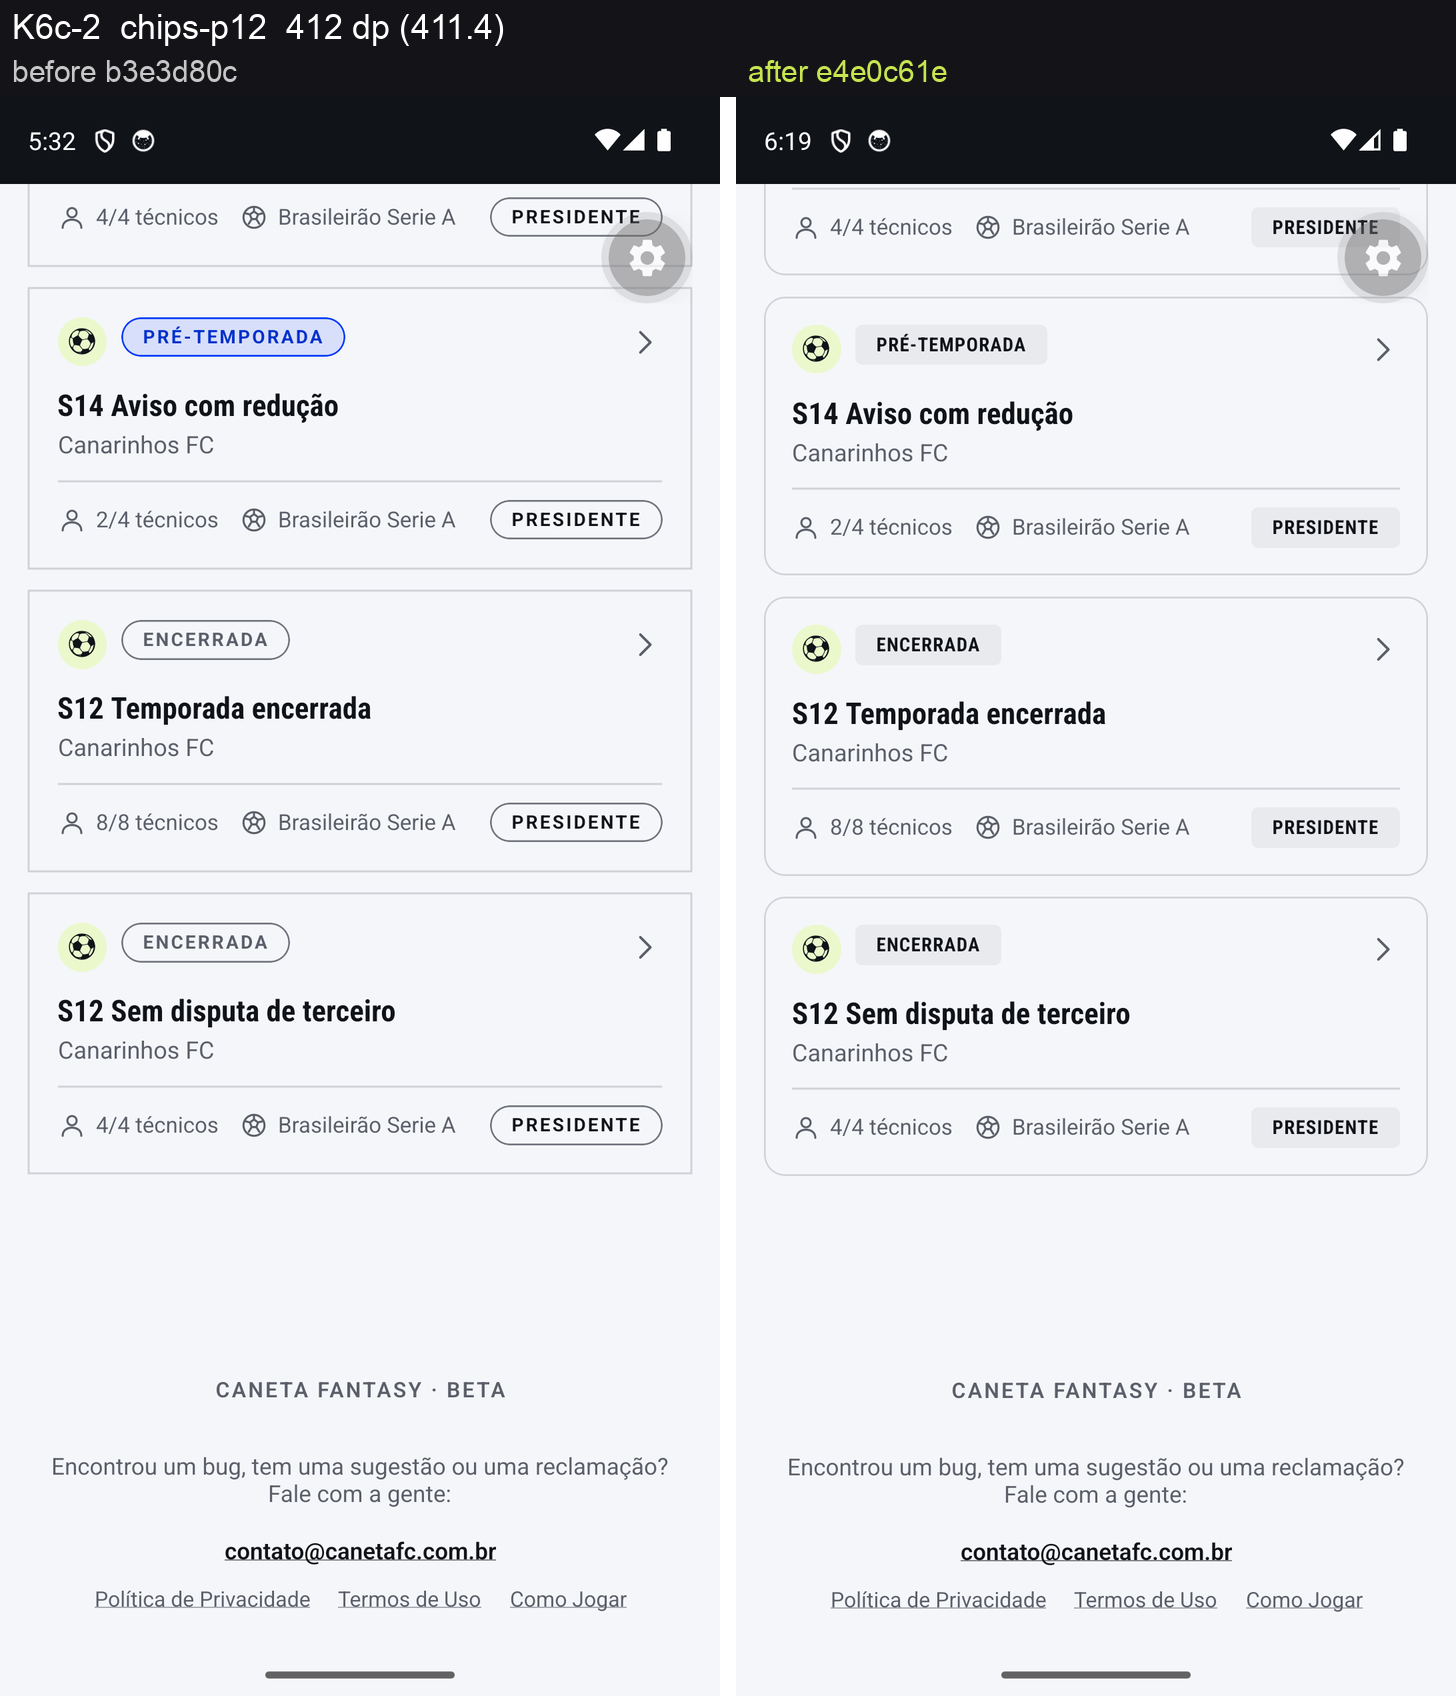 K6c-2 chips-p12 412 dp (411.4)
before b3e3d80c
after e4e0c61e
5:32
4/4 técnicos Brasileirão Serie A PRESIDENTE
PRÉ-TEMPORADA
S14 Aviso com redução
Canarinhos FC
2/4 técnicos Brasileirão Serie A PRESIDENTE
ENCERRADA
S12 Temporada encerrada
Canarinhos FC
8/8 técnicos Brasileirão Serie A PRESIDENTE
ENCERRADA
S12 Sem disputa de terceiro
Canarinhos FC
4/4 técnicos Brasileirão Serie A PRESIDENTE
CANETA FANTASY · BETA
Encontrou um bug, tem uma sugestão ou uma reclamação?
Fale com a gente:
contato@canetafc.com.br
Política de Privacidade Termos de Uso Como Jogar
6:19
4/4 técnicos Brasileirão Serie A PRESIDENTE
PRÉ-TEMPORADA
S14 Aviso com redução
Canarinhos FC
2/4 técnicos Brasileirão Serie A PRESIDENTE
ENCERRADA
S12 Temporada encerrada
Canarinhos FC
8/8 técnicos Brasileirão Serie A PRESIDENTE
ENCERRADA
S12 Sem disputa de terceiro
Canarinhos FC
4/4 técnicos Brasileirão Serie A PRESIDENTE
CANETA FANTASY · BETA
Encontrou um bug, tem uma sugestão ou uma reclamação?
Fale com a gente:
contato@canetafc.com.br
Política de Privacidade Termos de Uso Como Jogar